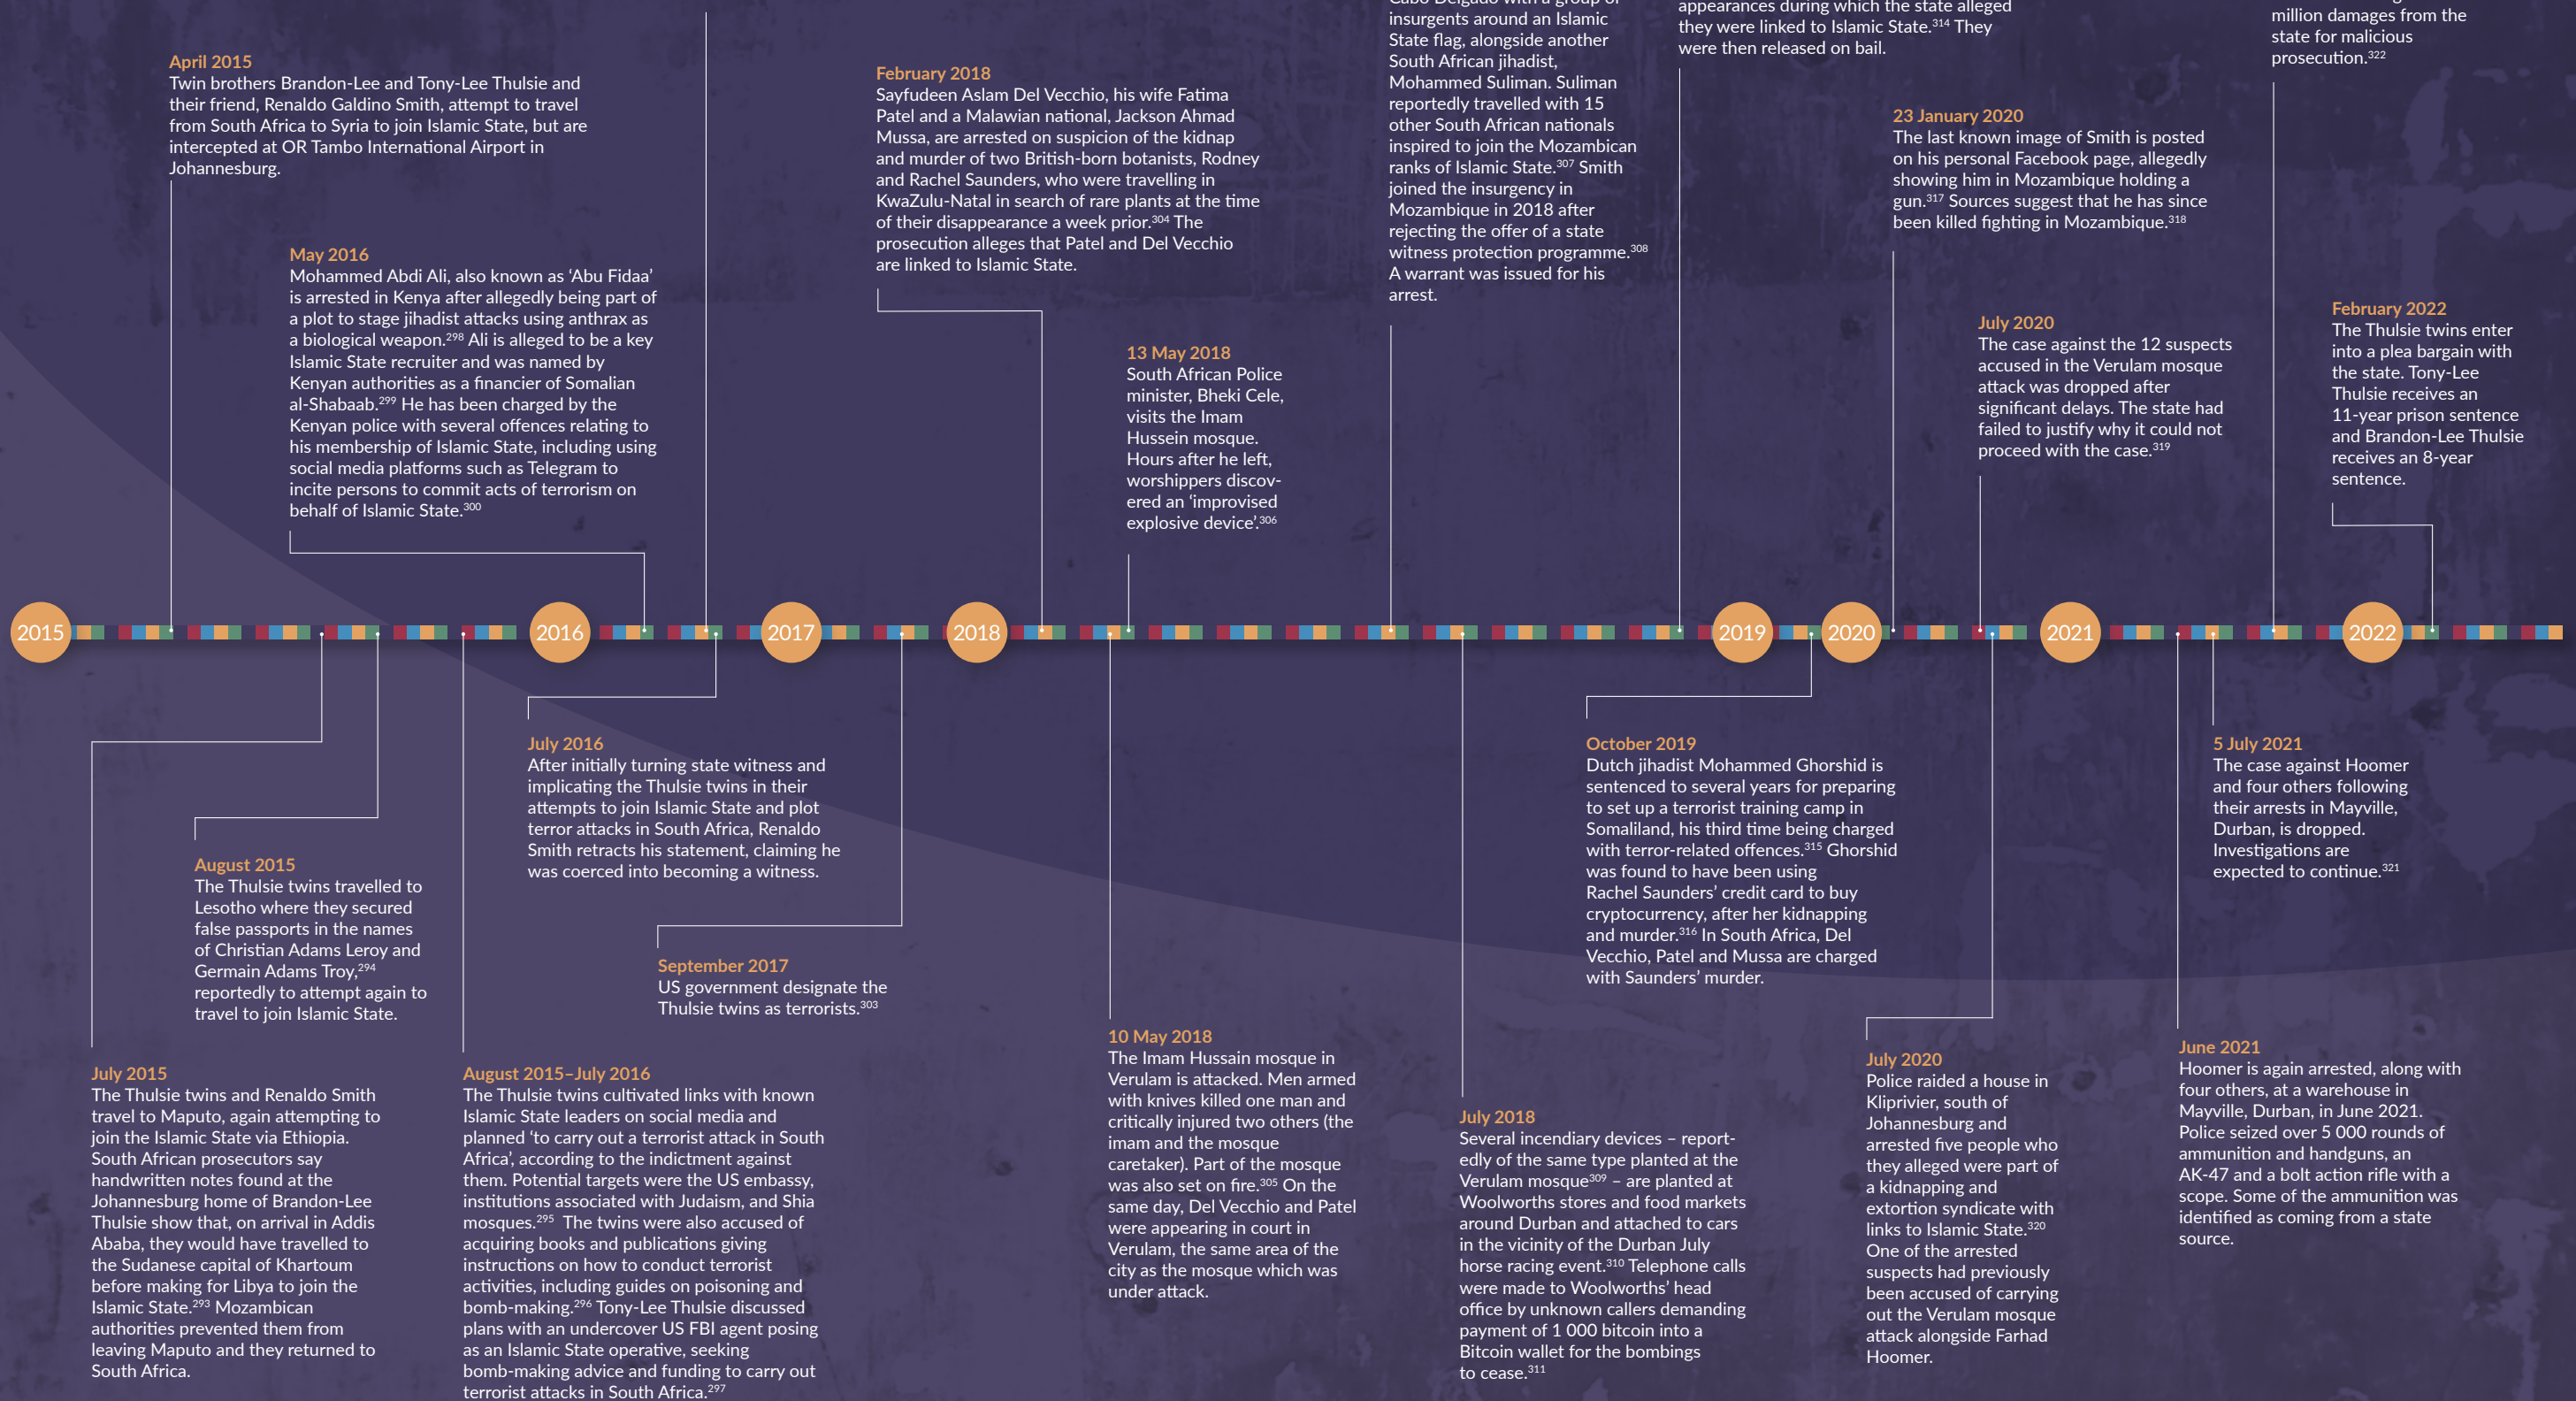 April 2015
Twin brothers Brandon-Lee and Tony-Lee Thulsie and
their friend, Renaldo Galdino Smith, attempt to travel
from South Africa to Syria to join Islamic State, but are
intercepted at OR Tambo International Airport in
Johannesburg.
May 2016
Mohammed Abdi Ali, also known as ‘Abu Fidaa’
is arrested in Kenya after allegedly being part of
a plot to stage jihadist attacks using anthrax as
a biological weapon.298 Ali is alleged to be a key
Islamic State recruiter and was named by
Kenyan authorities as a financier of Somalian
al-Shabaab.299 He has been charged by the
Kenyan police with several offences relating to
his membership of Islamic State, including using
social media platforms such as Telegram to
incite persons to commit acts of terrorism on
behalf of Islamic State.300
February 2018
Sayfudeen Aslam Del Vecchio, his wife Fatima
Patel and a Malawian national, Jackson Ahmad
Mussa, are arrested on suspicion of the kidnap
and murder of two British-born botanists, Rodney
and Rachel Saunders, who were travelling in
KwaZulu-Natal in search of rare plants at the time
of their disappearance a week prior.304 The
prosecution alleges that Patel and Del Vecchio
are linked to Islamic State.
13 May 2018
South African Police
minister, Bheki Cele,
visits the Imam
Hussein mosque.
Hours after he left,
worshippers discov-
ered an ‘improvised
explosive device’.306
Cabo Delgado with a group of
insurgents around an Islamic
State flag, alongside another
South African jihadist,
Mohammed Suliman. Suliman
reportedly travelled with 15
other South African nationals
inspired to join the Mozambican
ranks of Islamic State.307 Smith
joined the insurgency in
Mozambique in 2018 after
rejecting the offer of a state
witness protection programme.308
A warrant was issued for his
arrest.
appearances during which the state alleged
they were linked to Islamic State.314 They
were then released on bail.
23 January 2020
The last known image of Smith is posted
on his personal Facebook page, allegedly
showing him in Mozambique holding a
gun.317 Sources suggest that he has since
been killed fighting in Mozambique.318
July 2020
The case against the 12 suspects
accused in the Verulam mosque
attack was dropped after
significant delays. The state had
failed to justify why it could not
proceed with the case.319
million damages from the
state for malicious
prosecution.322
February 2022
The Thulsie twins enter
into a plea bargain with
the state. Tony-Lee
Thulsie receives an
11-year prison sentence
and Brandon-Lee Thulsie
receives an 8-year
sentence.
2015 2016 2017 2018 2019 2020 2021 2022
July 2015
The Thulsie twins and Renaldo Smith
travel to Maputo, again attempting to
join the Islamic State via Ethiopia.
South African prosecutors say
handwritten notes found at the
Johannesburg home of Brandon-Lee
Thulsie show that, on arrival in Addis
Ababa, they would have travelled to
the Sudanese capital of Khartoum
before making for Libya to join the
Islamic State.293 Mozambican
authorities prevented them from
leaving Maputo and they returned to
South Africa.
August 2015
The Thulsie twins travelled to
Lesotho where they secured
false passports in the names
of Christian Adams Leroy and
Germain Adams Troy,294
reportedly to attempt again to
travel to join Islamic State.
August 2015–July 2016
The Thulsie twins cultivated links with known
Islamic State leaders on social media and
planned ‘to carry out a terrorist attack in South
Africa’, according to the indictment against
them. Potential targets were the US embassy,
institutions associated with Judaism, and Shia
mosques.295 The twins were also accused of
acquiring books and publications giving
instructions on how to conduct terrorist
activities, including guides on poisoning and
bomb-making.296 Tony-Lee Thulsie discussed
plans with an undercover US FBI agent posing
as an Islamic State operative, seeking
bomb-making advice and funding to carry out
terrorist attacks in South Africa.297
July 2016
After initially turning state witness and
implicating the Thulsie twins in their
attempts to join Islamic State and plot
terror attacks in South Africa, Renaldo
Smith retracts his statement, claiming he
was coerced into becoming a witness.
September 2017
US government designate the
Thulsie twins as terrorists.303
10 May 2018
The Imam Hussain mosque in
Verulam is attacked. Men armed
with knives killed one man and
critically injured two others (the
imam and the mosque
caretaker). Part of the mosque
was also set on fire.305 On the
same day, Del Vecchio and Patel
were appearing in court in
Verulam, the same area of the
city as the mosque which was
under attack.
July 2018
Several incendiary devices – report-
edly of the same type planted at the
Verulam mosque309 – are planted at
Woolworths stores and food markets
around Durban and attached to cars
in the vicinity of the Durban July
horse racing event.310 Telephone calls
were made to Woolworths’ head
office by unknown callers demanding
payment of 1 000 bitcoin into a
Bitcoin wallet for the bombings
to cease.311
October 2019
Dutch jihadist Mohammed Ghorshid is
sentenced to several years for preparing
to set up a terrorist training camp in
Somaliland, his third time being charged
with terror-related offences.315 Ghorshid
was found to have been using
Rachel Saunders’ credit card to buy
cryptocurrency, after her kidnapping
and murder.316 In South Africa, Del
Vecchio, Patel and Mussa are charged
with Saunders’ murder.
July 2020
Police raided a house in
Kliprivier, south of
Johannesburg and
arrested five people who
they alleged were part of
a kidnapping and
extortion syndicate with
links to Islamic State.320
One of the arrested
suspects had previously
been accused of carrying
out the Verulam mosque
attack alongside Farhad
Hoomer.
5 July 2021
The case against Hoomer
and four others following
their arrests in Mayville,
Durban, is dropped.
Investigations are
expected to continue.321
June 2021
Hoomer is again arrested, along with
four others, at a warehouse in
Mayville, Durban, in June 2021.
Police seized over 5 000 rounds of
ammunition and handguns, an
AK-47 and a bolt action rifle with a
scope. Some of the ammunition was
identified as coming from a state
source.